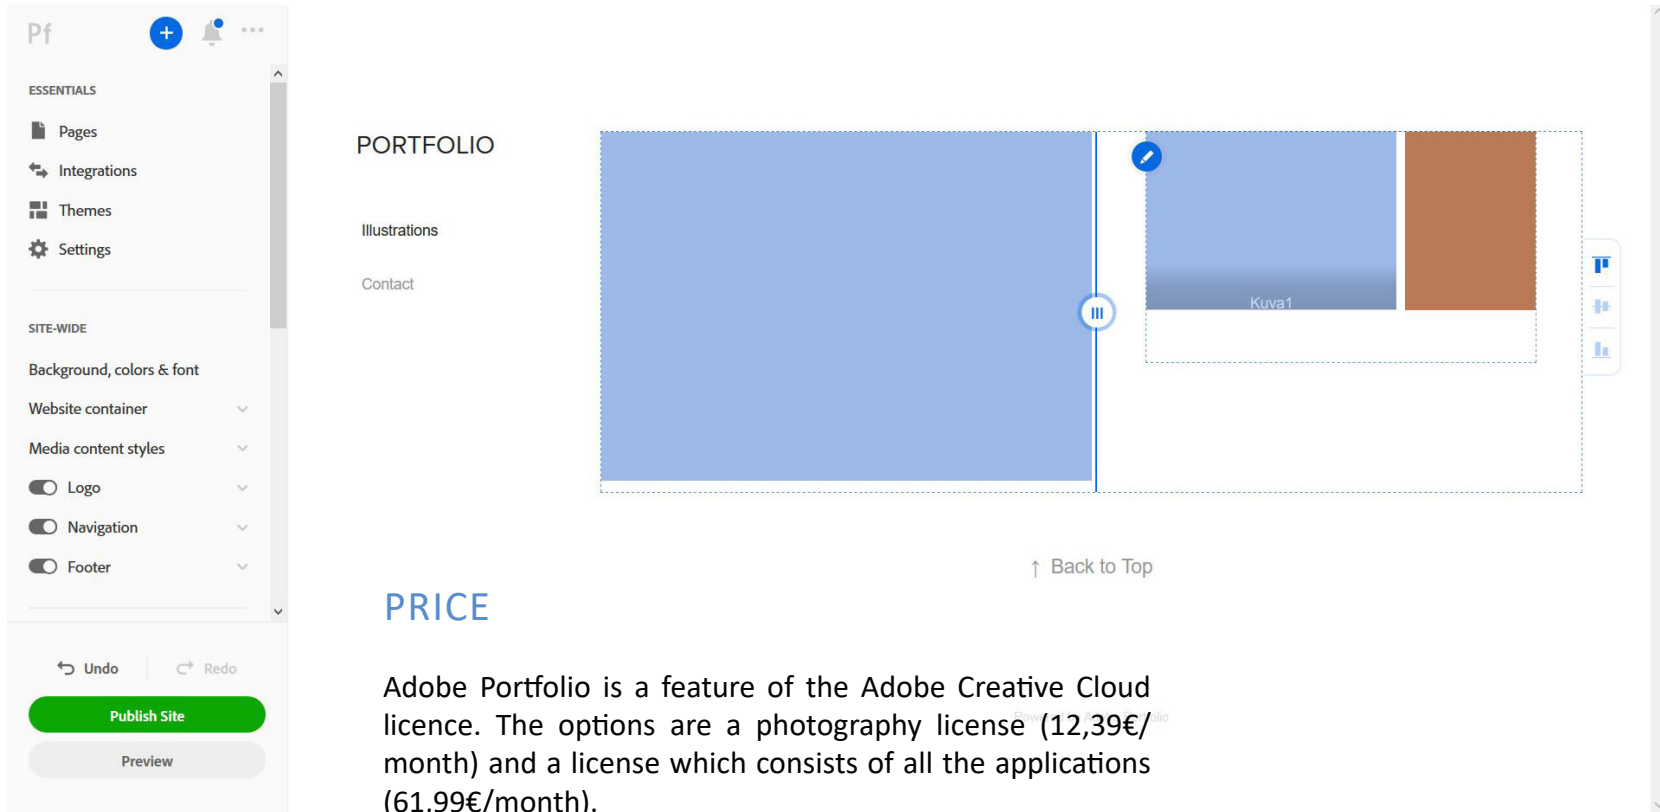 Pf
ESSENTIALS
Pages
Integrations
Themes
Settings
SITE-WIDE
Background, colors & font
Website container
Media content styles
Logo
Navigation
Footer
Undo
Redo
Publish Site
Preview
PORTFOLIO
Illustrations
Contact
Kuva1
↑ Back to Top
PRICE
Adobe Portfolio is a feature of the Adobe Creative Cloud
licence. The options are a photography license (12,39€/
month) and a license which consists of all the applications
(61,99€/month).